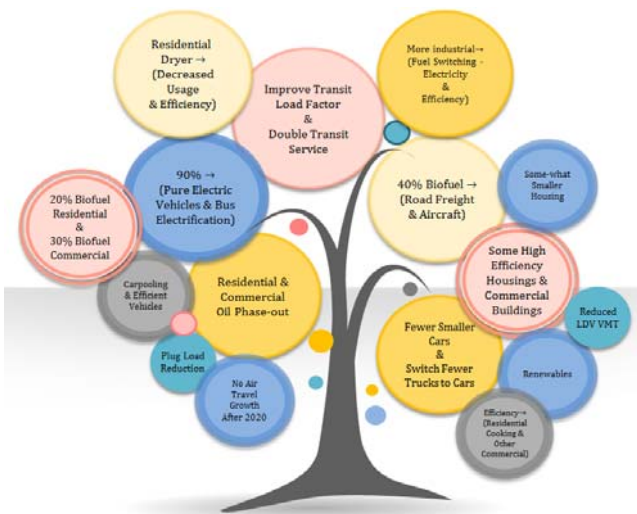 Residential
Dryer →
(Decreased
Usage
& Efficiency)
Improve Transit
Load Factor
&
Double Transit
Service
More industrial→
(Fuel Switching -
Electricity
&
Efficiency)
20% Biofuel
Residential
&
30% Biofuel
Commercial
90% →
(Pure Electric
Vehicles & Bus
Electrification)
40% Biofuel →
(Road Freight
& Aircraft)
Some-what
Smaller
Housing
Carpooling
& Efficient
Vehicles
Residential &
Commercial
Oil Phase-out
Some High
Efficiency
Housings &
Commercial
Buildings
Reduced
LDV VMT
Plug Load
Reduction
Fewer Smaller
Cars
&
Switch Fewer
Trucks to Cars
Renewables
No Air
Travel
Growth
After 2020
Efficiency→
(Residential
Cooking &
Other
Commercial)